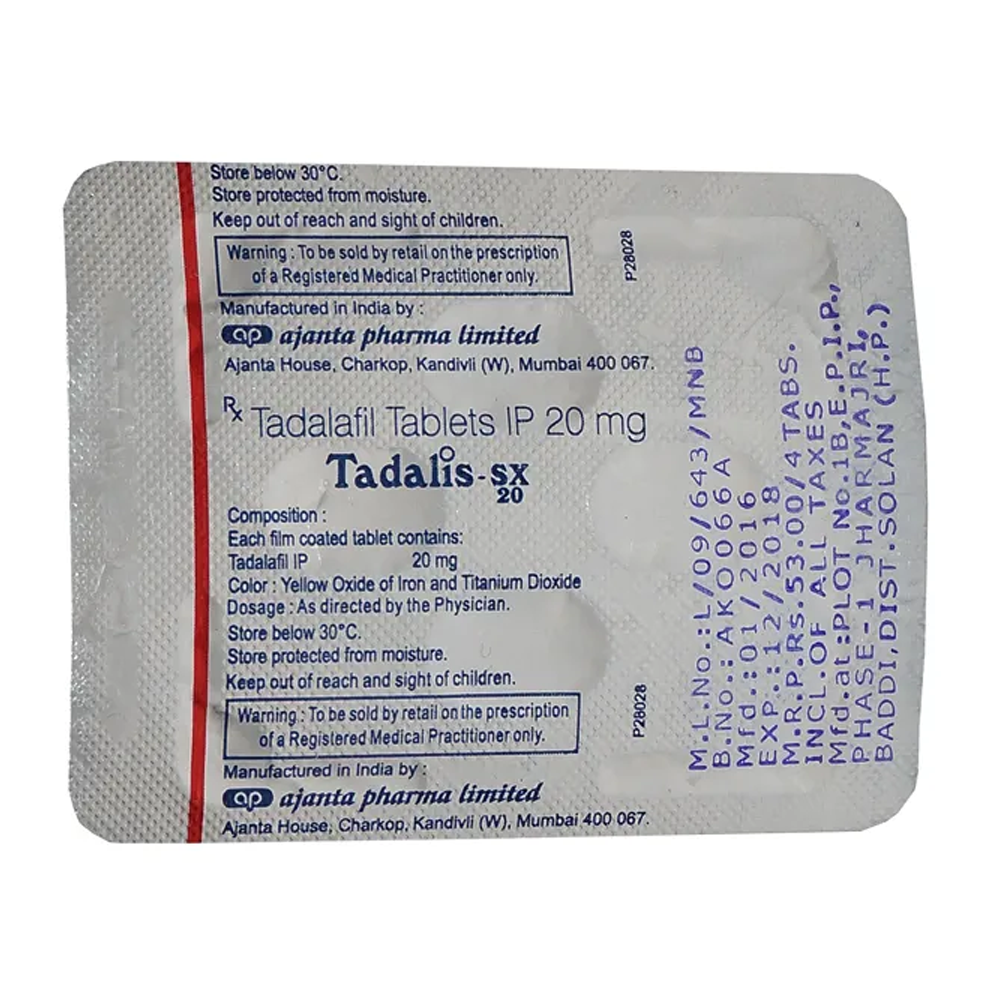 Store below 30°C.
Store protected from moisture.
Keep out of reach and sight of children.
Warning : To be sold by retail on the prescription
of a Registered Medical Practitioner only.
Manufactured in India by :
ap ajanta pharma limited
Ajanta House, Charkop, Kandivli (W), Mumbai 400 067.
Rx Tadalafil Tablets IP 20 mg
Tadalis-sx
20
Composition :
Each film coated tablet contains:
Tadalafil IP 20 mg
Color : Yellow Oxide of Iron and Titanium Dioxide
Dosage : As directed by the Physician.
Store below 30°C.
Store protected from moisture.
Keep out of reach and sight of children.
Warning : To be sold by retail on the prescription
of a Registered Medical Practitioner only.
Manufactured in India by :
ap ajanta pharma limited
Ajanta House, Charkop, Kandivli (W), Mumbai 400 067.
P28028
P28028
M.L.No.:L/09/643/MNB
B.No.:AK0066A
Mfd.:01/2016
EXP.:12/2018
M.R.P.RS.53.00/4TABS.
INCL.OF ALL TAXES
Mfd.at:PLOT No.1B,E.P.I.P.,
PHASE-1 JHARMAJRI,
BADDI,DIST.SOLAN (H.P.)